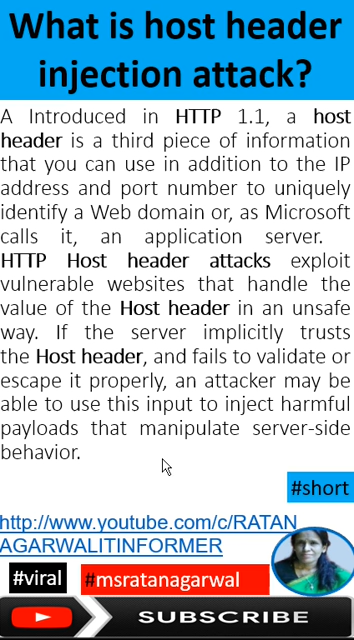 What is host header
injection attack?
A Introduced in HTTP 1.1, a host
header is a third piece of information
that you can use in addition to the IP
address and port number to uniquely
identify a Web domain or, as Microsoft
calls it, an application server.
HTTP Host header attacks exploit
vulnerable websites that handle the
value of the Host header in an unsafe
way. If the server implicitly trusts
the Host header, and fails to validate or
escape it properly, an attacker may be
able to use this input to inject harmful
payloads that manipulate server-side
behavior.
#short
http://www.youtube.com/c/RATAN
AGARWALITINFORMER
#viral #msratanagarwal
SUBSCRIBE